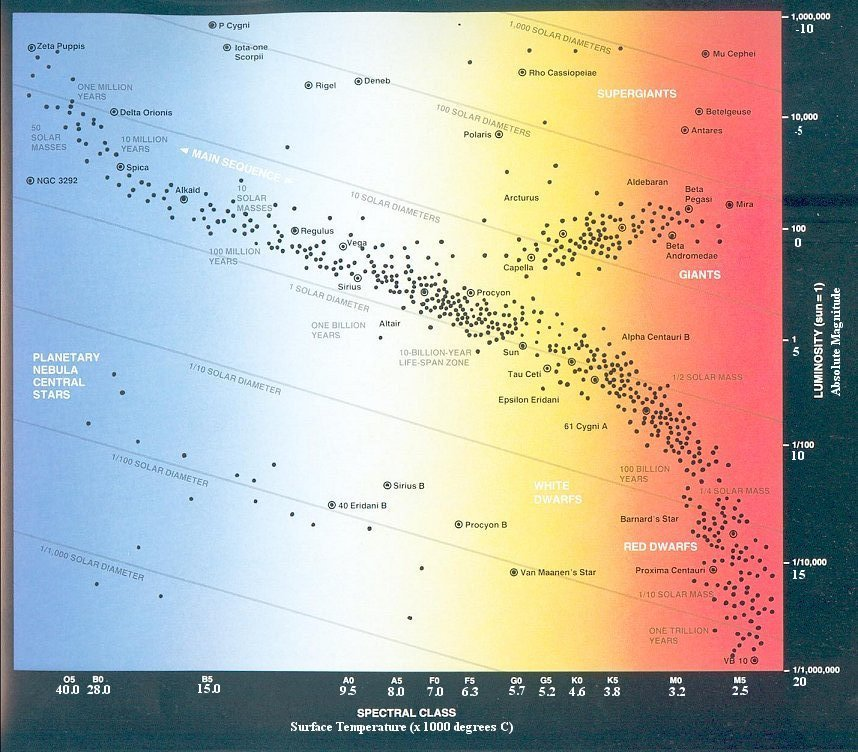 P Cygni
1,000 SOLAR DIAMETERS
1,000,000
-10
Zeta Puppis
Iota-one
Scorpii
Mu Cephei
Rho Cassiopeiae
Deneb
Rigel
ONE MILLION
YEARS
SUPERGIANTS
Delta Orionis
100 SOLAR DIAMETERS
Betelgeuse
10,000
-5
50
SOLAR
MASSES
10 MILLION
YEARS
Polaris
Antares
MAIN SEQUENCE
Spica
NGC 3292
Alkaid
10
SOLAR
MASSES
10 SOLAR DIAMETERS
Arcturus
Aldebaran
Beta
Pegasi
Mira
Regulus
100
0
Vega
100 MILLION
YEARS
Beta
Andromedae
Capella
GIANTS
Sirius
Procyon
1 SOLAR DIAMETER
ONE BILLION
YEARS
Altair
Alpha Centauri B
1
5
10-BILLION-YEAR
LIFE-SPAN ZONE
Sun
PLANETARY
NEBULA
CENTRAL
STARS
1/10 SOLAR DIAMETER
Tau Ceti
1/2 SOLAR MASS
Epsilon Eridani
61 Cygni A
LUMINOSITY (sun = 1)
Absolute Magnitude
1/100
10
1/100 SOLAR DIAMETER
100 BILLION
YEARS
Sirius B
WHITE
DWARFS
1/4 SOLAR MASS
40 Eridani B
Procyon B
Barnard's Star
RED DWARFS
1/1,000 SOLAR DIAMETER
Van Maanen's Star
Proxima Centauri
1/10,000
15
1/10 SOLAR MASS
ONE TRILLION
YEARS
VB 10
1/1,000,000
20
O5 B0 B5 A0 A5 F0 F5 G0 G5 K0 K5 M0 M5
40.0 28.0 15.0 9.5 8.0 7.0 6.3 5.7 5.2 4.6 3.8 3.2 2.5
SPECTRAL CLASS
Surface Temperature (x 1000 degrees C)